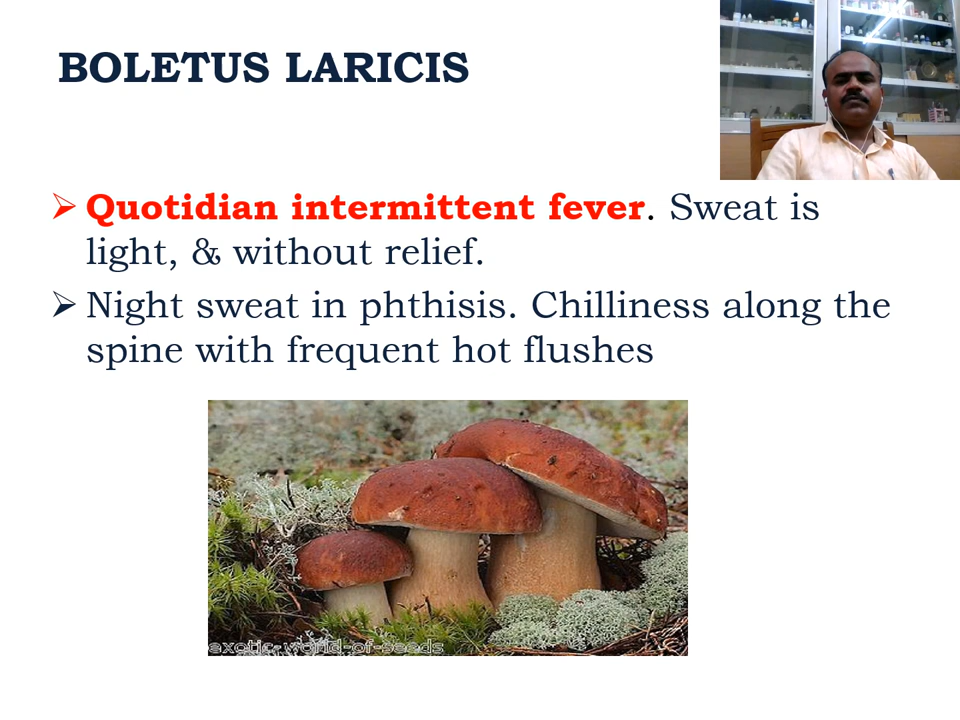 BOLETUS LARICIS
➢ Quotidian intermittent fever. Sweat is
light, & without relief.
➢ Night sweat in phthisis. Chilliness along the
spine with frequent hot flushes
exotic-world-of-seeds